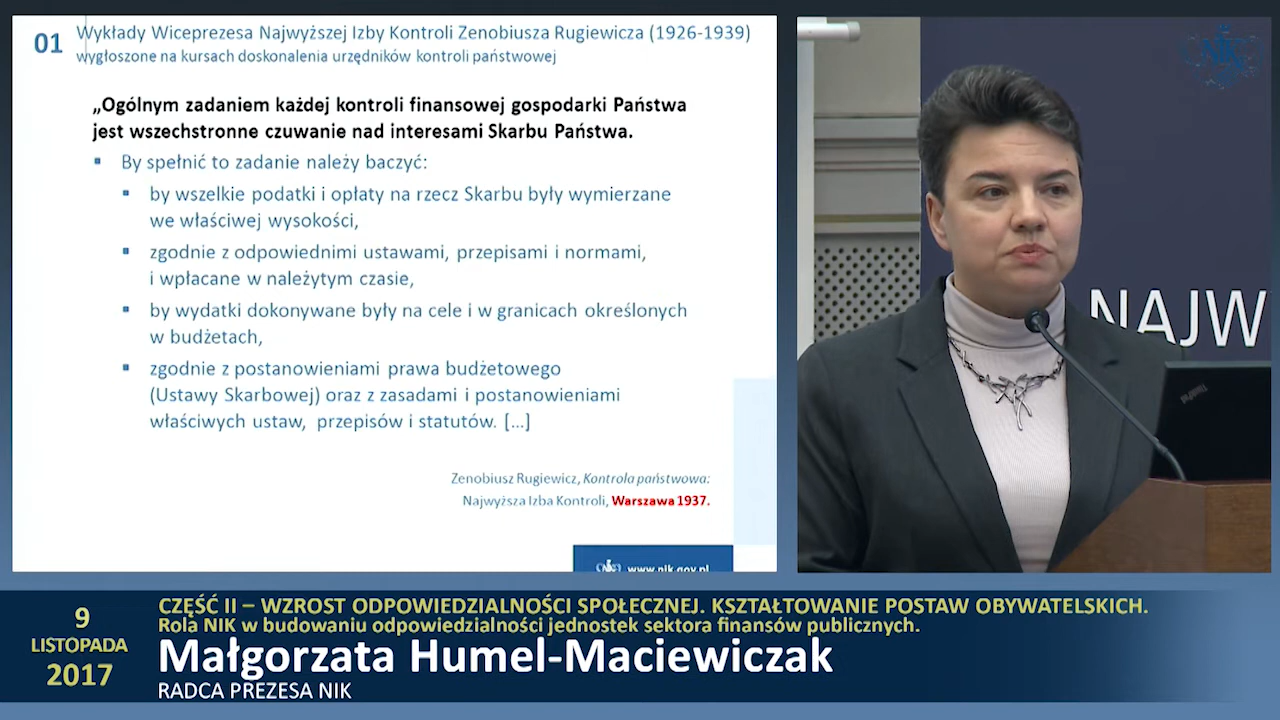 01
Wykłady Wiceprezesa Najwyższej Izby Kontroli Zenobiusza Rugiewicza (1926-1939)
wygłoszone na kursach doskonalenia urzędników kontroli państwowej
„Ogólnym zadaniem każdej kontroli finansowej gospodarki Państwa
jest wszechstronne czuwanie nad interesami Skarbu Państwa.
▪ By spełnić to zadanie należy baczyć:
▪ by wszelkie podatki i opłaty na rzecz Skarbu były wymierzane
we właściwej wysokości,
▪ zgodnie z odpowiednimi ustawami, przepisami i normami,
i wpłacane w należytym czasie,
▪ by wydatki dokonywane były na cele i w granicach określonych
w budżetach,
▪ zgodnie z postanowieniami prawa budżetowego
(Ustawy Skarbowej) oraz z zasadami i postanowieniami
właściwych ustaw, przepisów i statutów. [...]
Zenobiusz Rugiewicz, Kontrola państwowa:
Najwyższa Izba Kontroli, Warszawa 1937.
www.nik.gov.pl
NIK
NAJW
ThinkPad
9
LISTOPADA
2017
CZĘŚĆ II – WZROST ODPOWIEDZIALNOŚCI SPOŁECZNEJ. KSZTAŁTOWANIE POSTAW OBYWATELSKICH.
Rola NIK w budowaniu odpowiedzialności jednostek sektora finansów publicznych.
Małgorzata Humel-Maciewiczak
RADCA PREZESA NIK